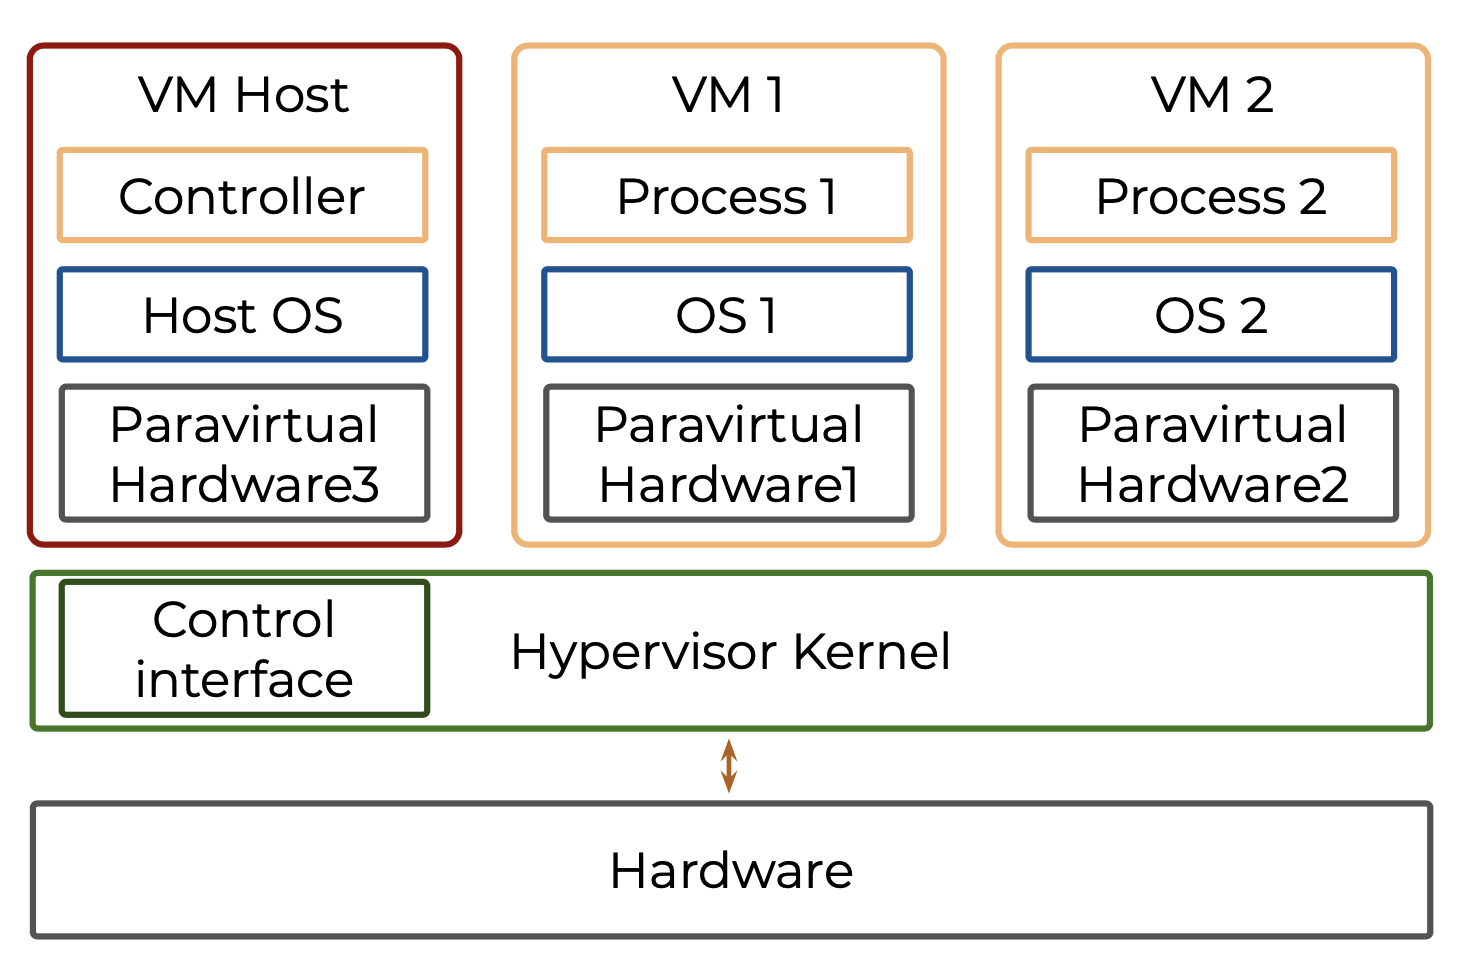 VM Host
Controller
Host OS
Paravirtual
Hardware3
VM 1
Process 1
OS 1
Paravirtual
Hardware1
VM 2
Process 2
OS 2
Paravirtual
Hardware2
Control
interface
Hypervisor Kernel
Hardware